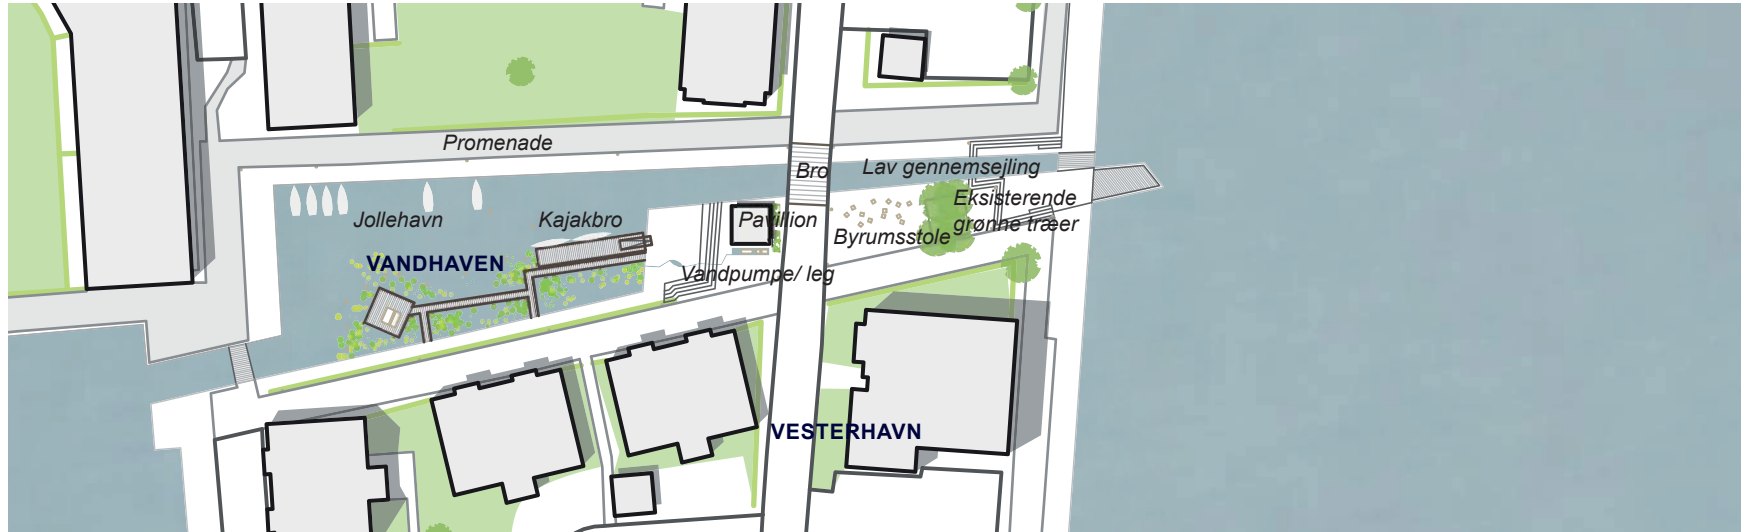 Promenade
Bro
Lav gennemsejling
Eksisterende
grønne træer
Jollehavn
Kajakbro
Pavillion
Byrumsstole
VANDHAVEN
Vandpumpe/ leg
VESTERHAVN